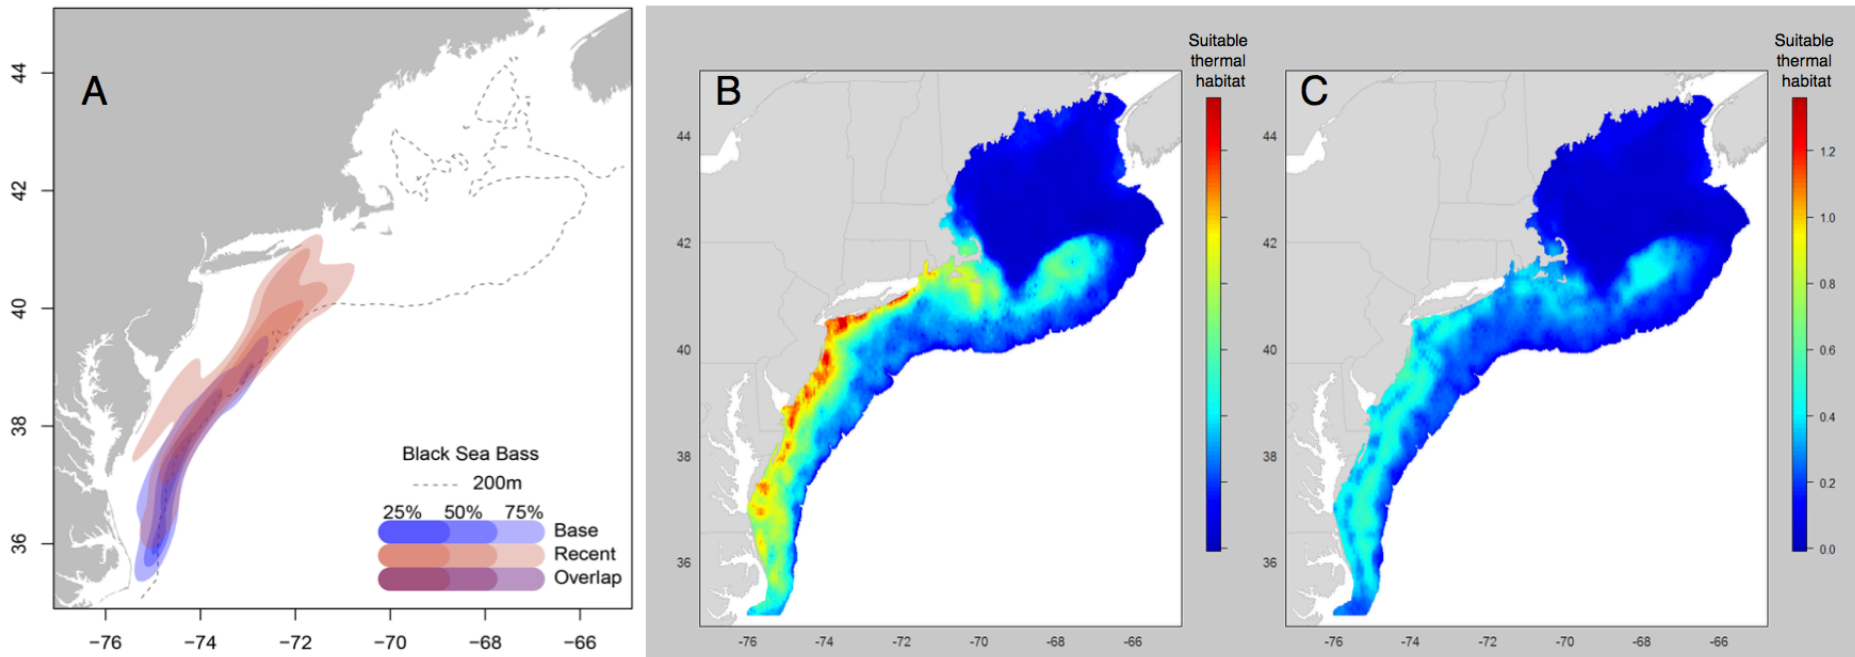 A
44
42
40
38
36
−76
−74
−72
−70
−68
−66
Black Sea Bass
200m
25% 50% 75%
Base
Recent
Overlap
B
44
42
40
38
36
-76
-74
-72
-70
-68
-66
Suitable
thermal
habitat
C
44
42
40
38
36
-76
-74
-72
-70
-68
-66
Suitable
thermal
habitat
1.2
1.0
0.8
0.6
0.4
0.2
0.0